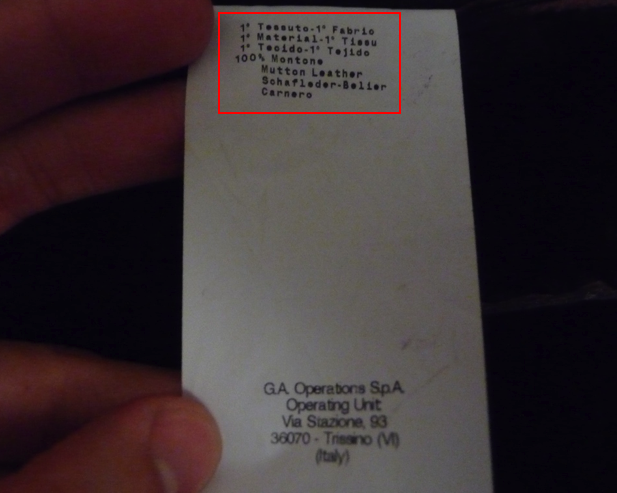 1° Tessuto-1° Fabric
1° Material-1° Tissu
1° Tecido-1° Tejido
100% Montone
Mutton Leather
Schafleder-Belier
Carnero
G.A. Operations S.p.A.
Operating Unit:
Via Stazione, 93
36070 - Trissino (VI)
(Italy)